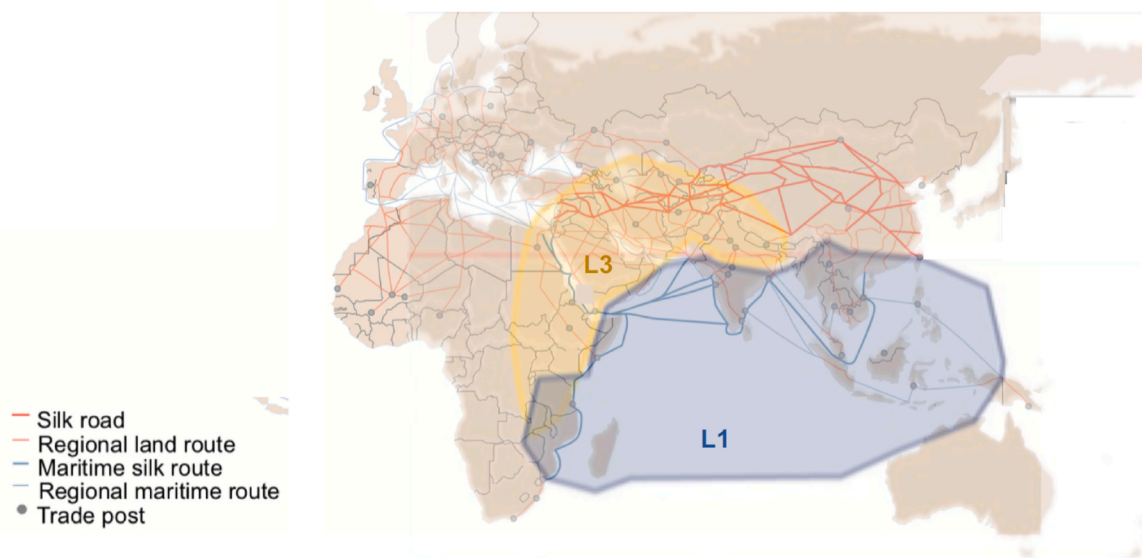 L3
L1
Silk road
Regional land route
Maritime silk route
Regional maritime route
Trade post